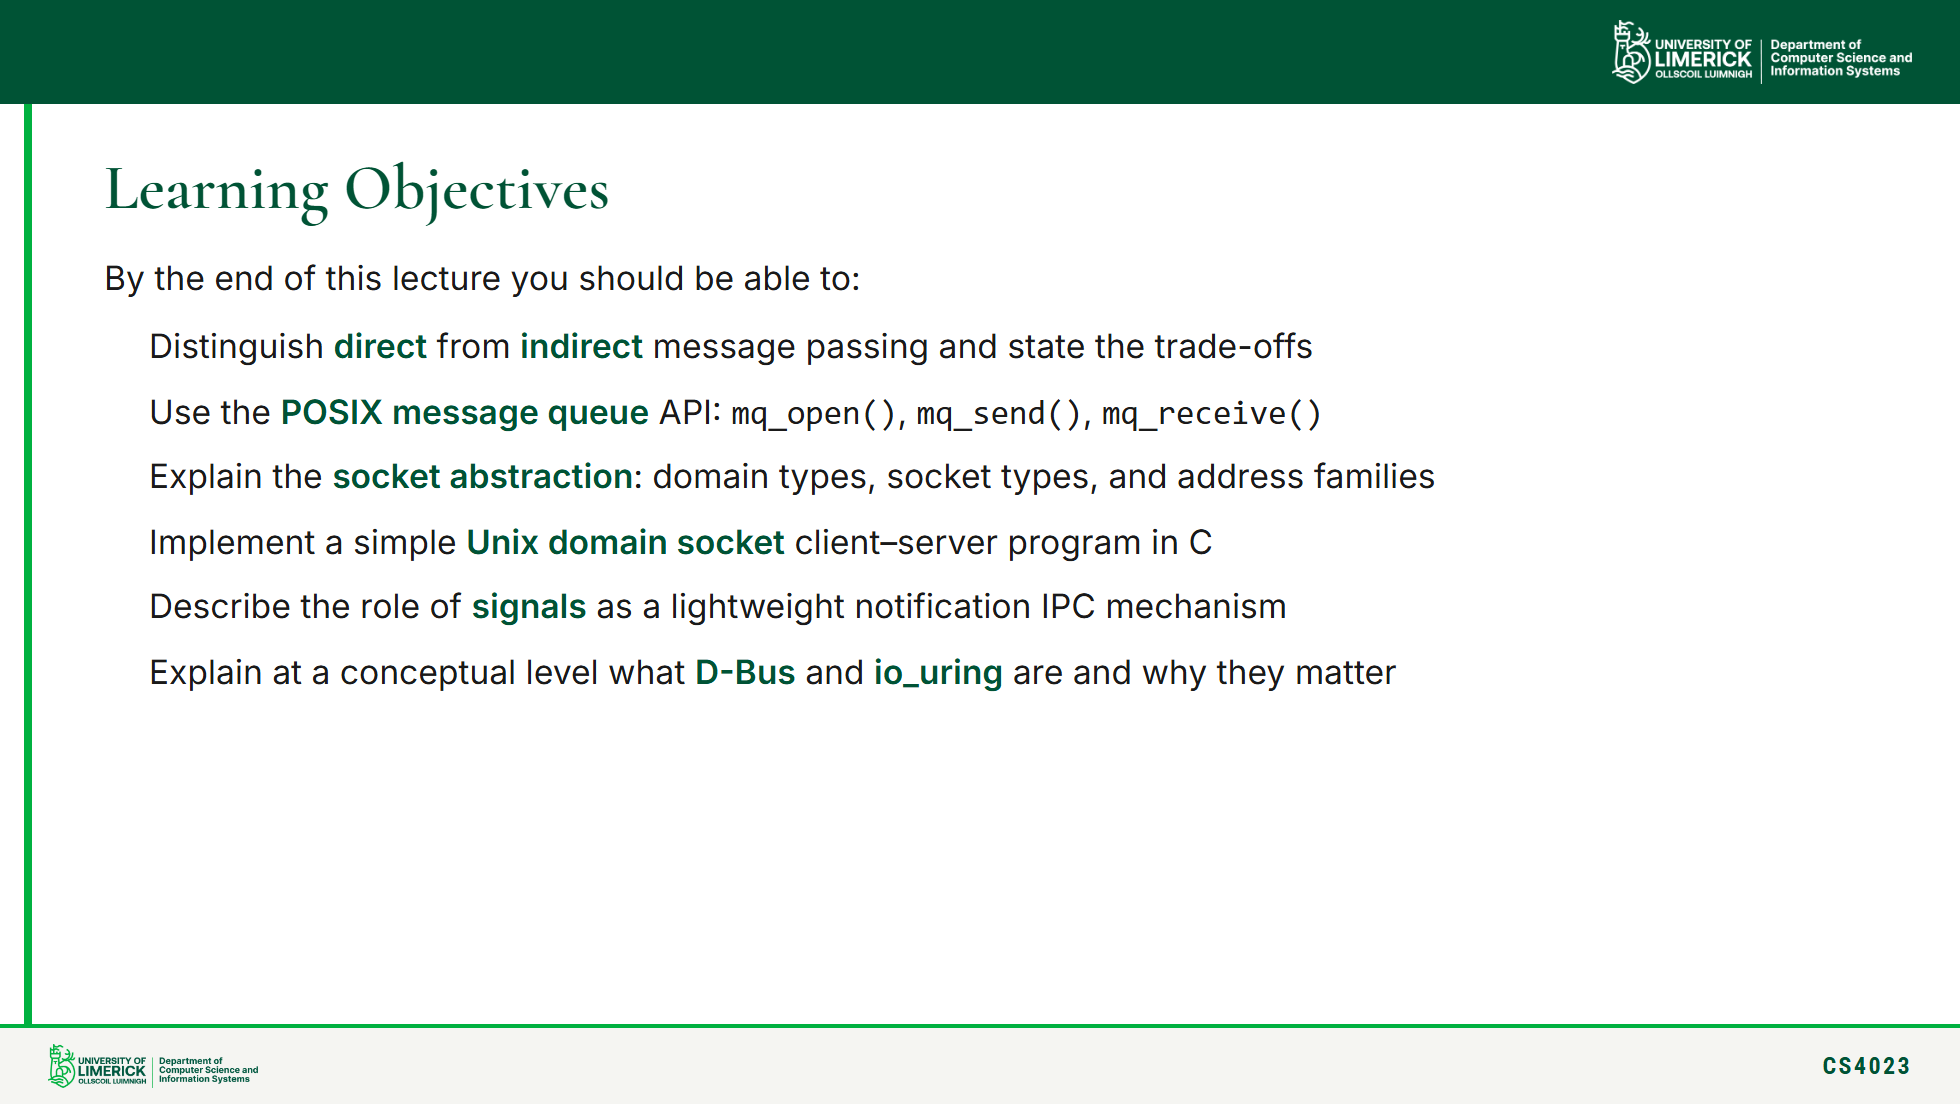 UNIVERSITY OF
LIMERICK
OLLSCOIL LUIMNIGH
Department of
Computer Science and
Information Systems
Learning Objectives
By the end of this lecture you should be able to:
Distinguish direct from indirect message passing and state the trade-offs
Use the POSIX message queue API: mq_open(), mq_send(), mq_receive()
Explain the socket abstraction: domain types, socket types, and address families
Implement a simple Unix domain socket client–server program in C
Describe the role of signals as a lightweight notification IPC mechanism
Explain at a conceptual level what D-Bus and io_uring are and why they matter
UNIVERSITY OF
LIMERICK
OLLSCOIL LUIMNIGH
Department of
Computer Science and
Information Systems
CS4023